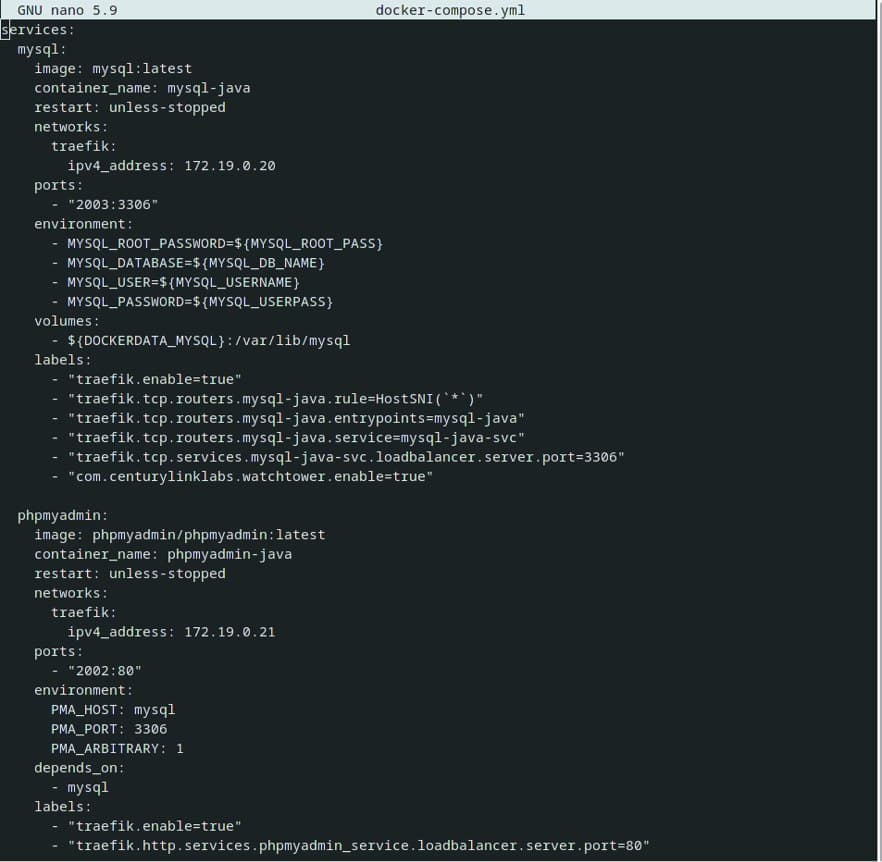 GNU nano 5.9 docker-compose.yml
services:
  mysql:
    image: mysql:latest
    container_name: mysql-java
    restart: unless-stopped
    networks:
      traefik:
        ipv4_address: 172.19.0.20
    ports:
      - "2003:3306"
    environment:
      - MYSQL_ROOT_PASSWORD=${MYSQL_ROOT_PASS}
      - MYSQL_DATABASE=${MYSQL_DB_NAME}
      - MYSQL_USER=${MYSQL_USERNAME}
      - MYSQL_PASSWORD=${MYSQL_USERPASS}
    volumes:
      - ${DOCKERDATA_MYSQL}:/var/lib/mysql
    labels:
      - "traefik.enable=true"
      - "traefik.tcp.routers.mysql-java.rule=HostSNI(`*`)"
      - "traefik.tcp.routers.mysql-java.entrypoints=mysql-java"
      - "traefik.tcp.routers.mysql-java.service=mysql-java-svc"
      - "traefik.tcp.services.mysql-java-svc.loadbalancer.server.port=3306"
      - "com.centurylinklabs.watchtower.enable=true"

  phpmyadmin:
    image: phpmyadmin/phpmyadmin:latest
    container_name: phpmyadmin-java
    restart: unless-stopped
    networks:
      traefik:
        ipv4_address: 172.19.0.21
    ports:
      - "2002:80"
    environment:
      PMA_HOST: mysql
      PMA_PORT: 3306
      PMA_ARBITRARY: 1
    depends_on:
      - mysql
    labels:
      - "traefik.enable=true"
      - "traefik.http.services.phpmyadmin_service.loadbalancer.server.port=80"